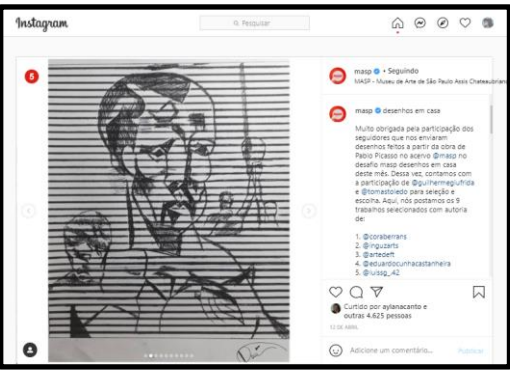 Instagram
Pesquisar
5
masp • Seguindo
MASP - Museu de Arte de São Paulo Assis Chateaubrian
masp desenhos em casa
Muito obrigada pela participação dos
seguidores que nos enviaram
desenhos feitos a partir da obra de
Pablo Picasso no acervo @masp no
desafio masp desenhos em casa
deste mês. Dessa vez, contamos com
a participação de @guilhermegiufrida
e @tomastoledo para seleção e
escolha. Aqui, nós postamos os 9
trabalhos selecionados com autoria
de:
1. @coraberrans
2. @inguzarts
3. @artedeft
4. @eduardocunhacastanheira
5. @luissg_42
Curtido por aylanacanto e
outras 4.625 pessoas
12 DE ABRIL
Adicione um comentário...
Publicar